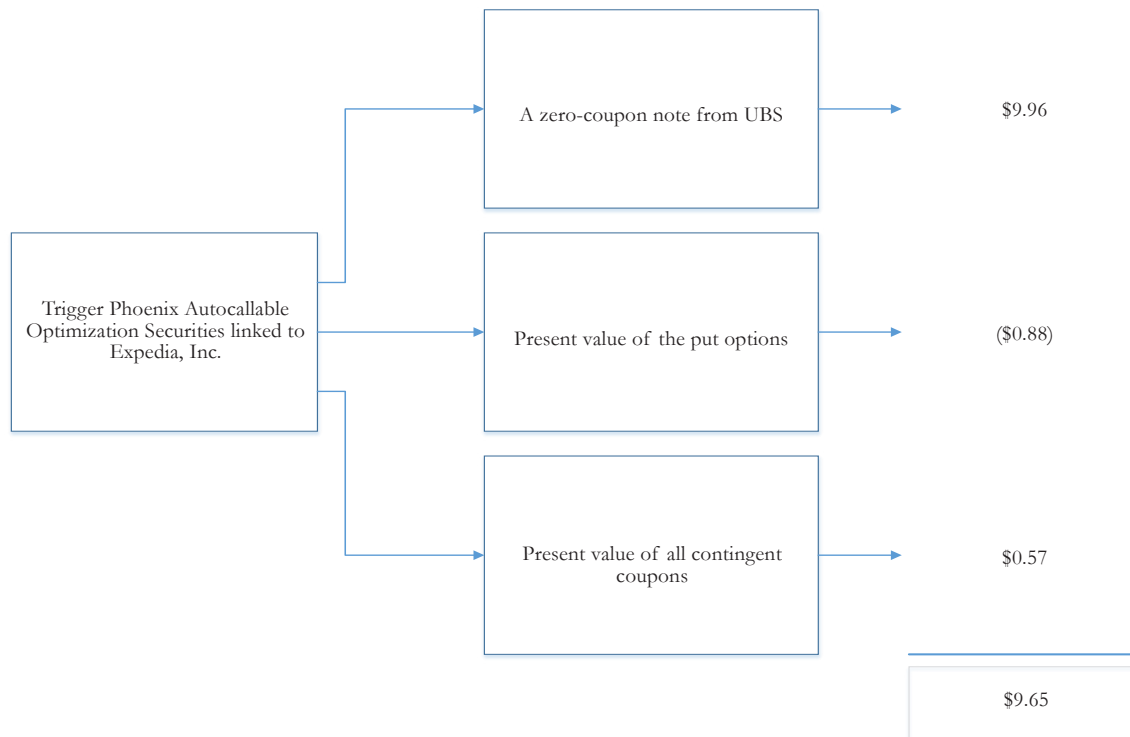 A zero-coupon note from UBS
$9.96
Trigger Phoenix Autocallable
Optimization Securities linked to
Expedia, Inc.
Present value of the put options
($0.88)
Present value of all contingent
coupons
$0.57
$9.65